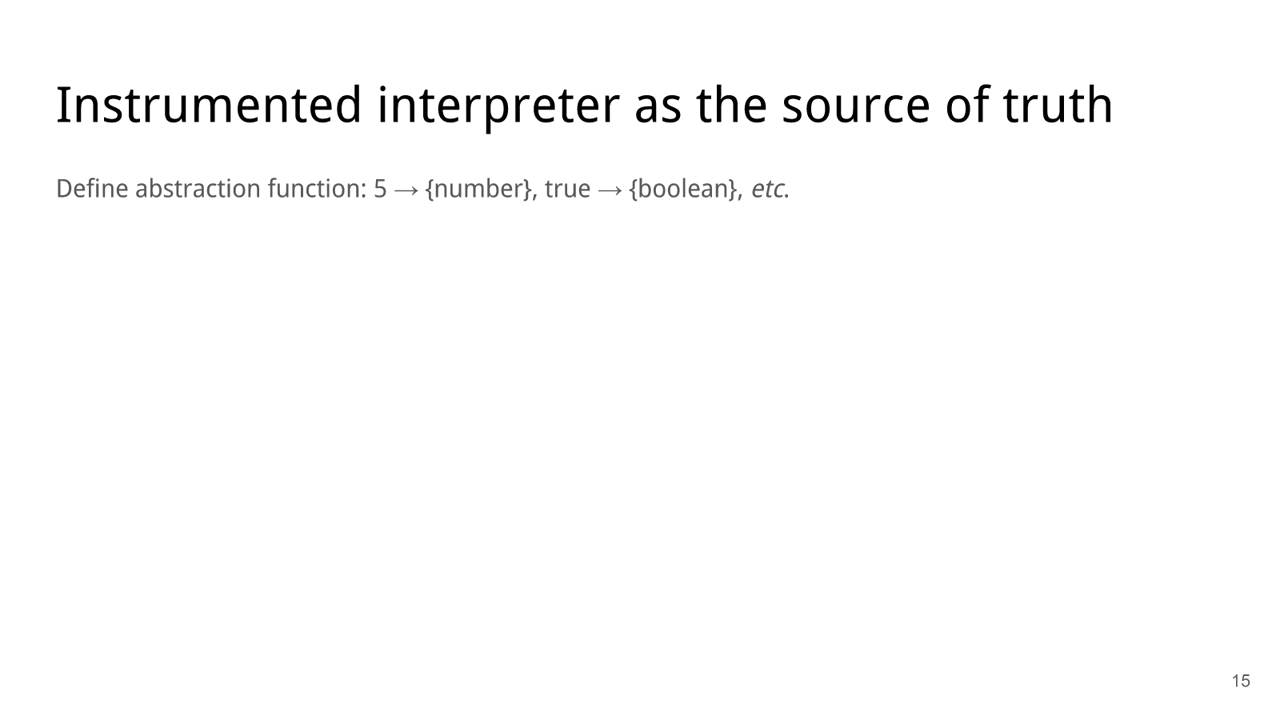 Instrumented interpreter as the source of truth
Define abstraction function: 5 → {number}, true → {boolean}, etc.
15